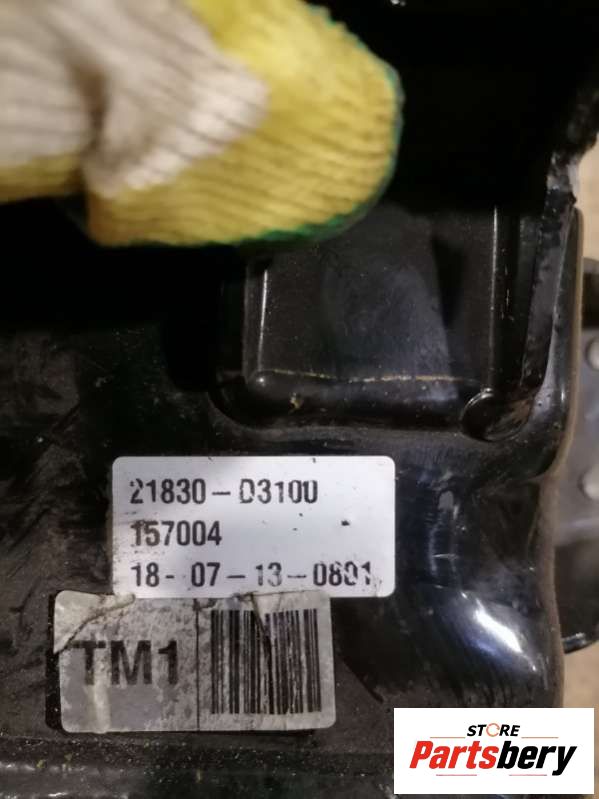 21830-D3100
157004
18-07-13-0801
TM1
STORE
Partsbery